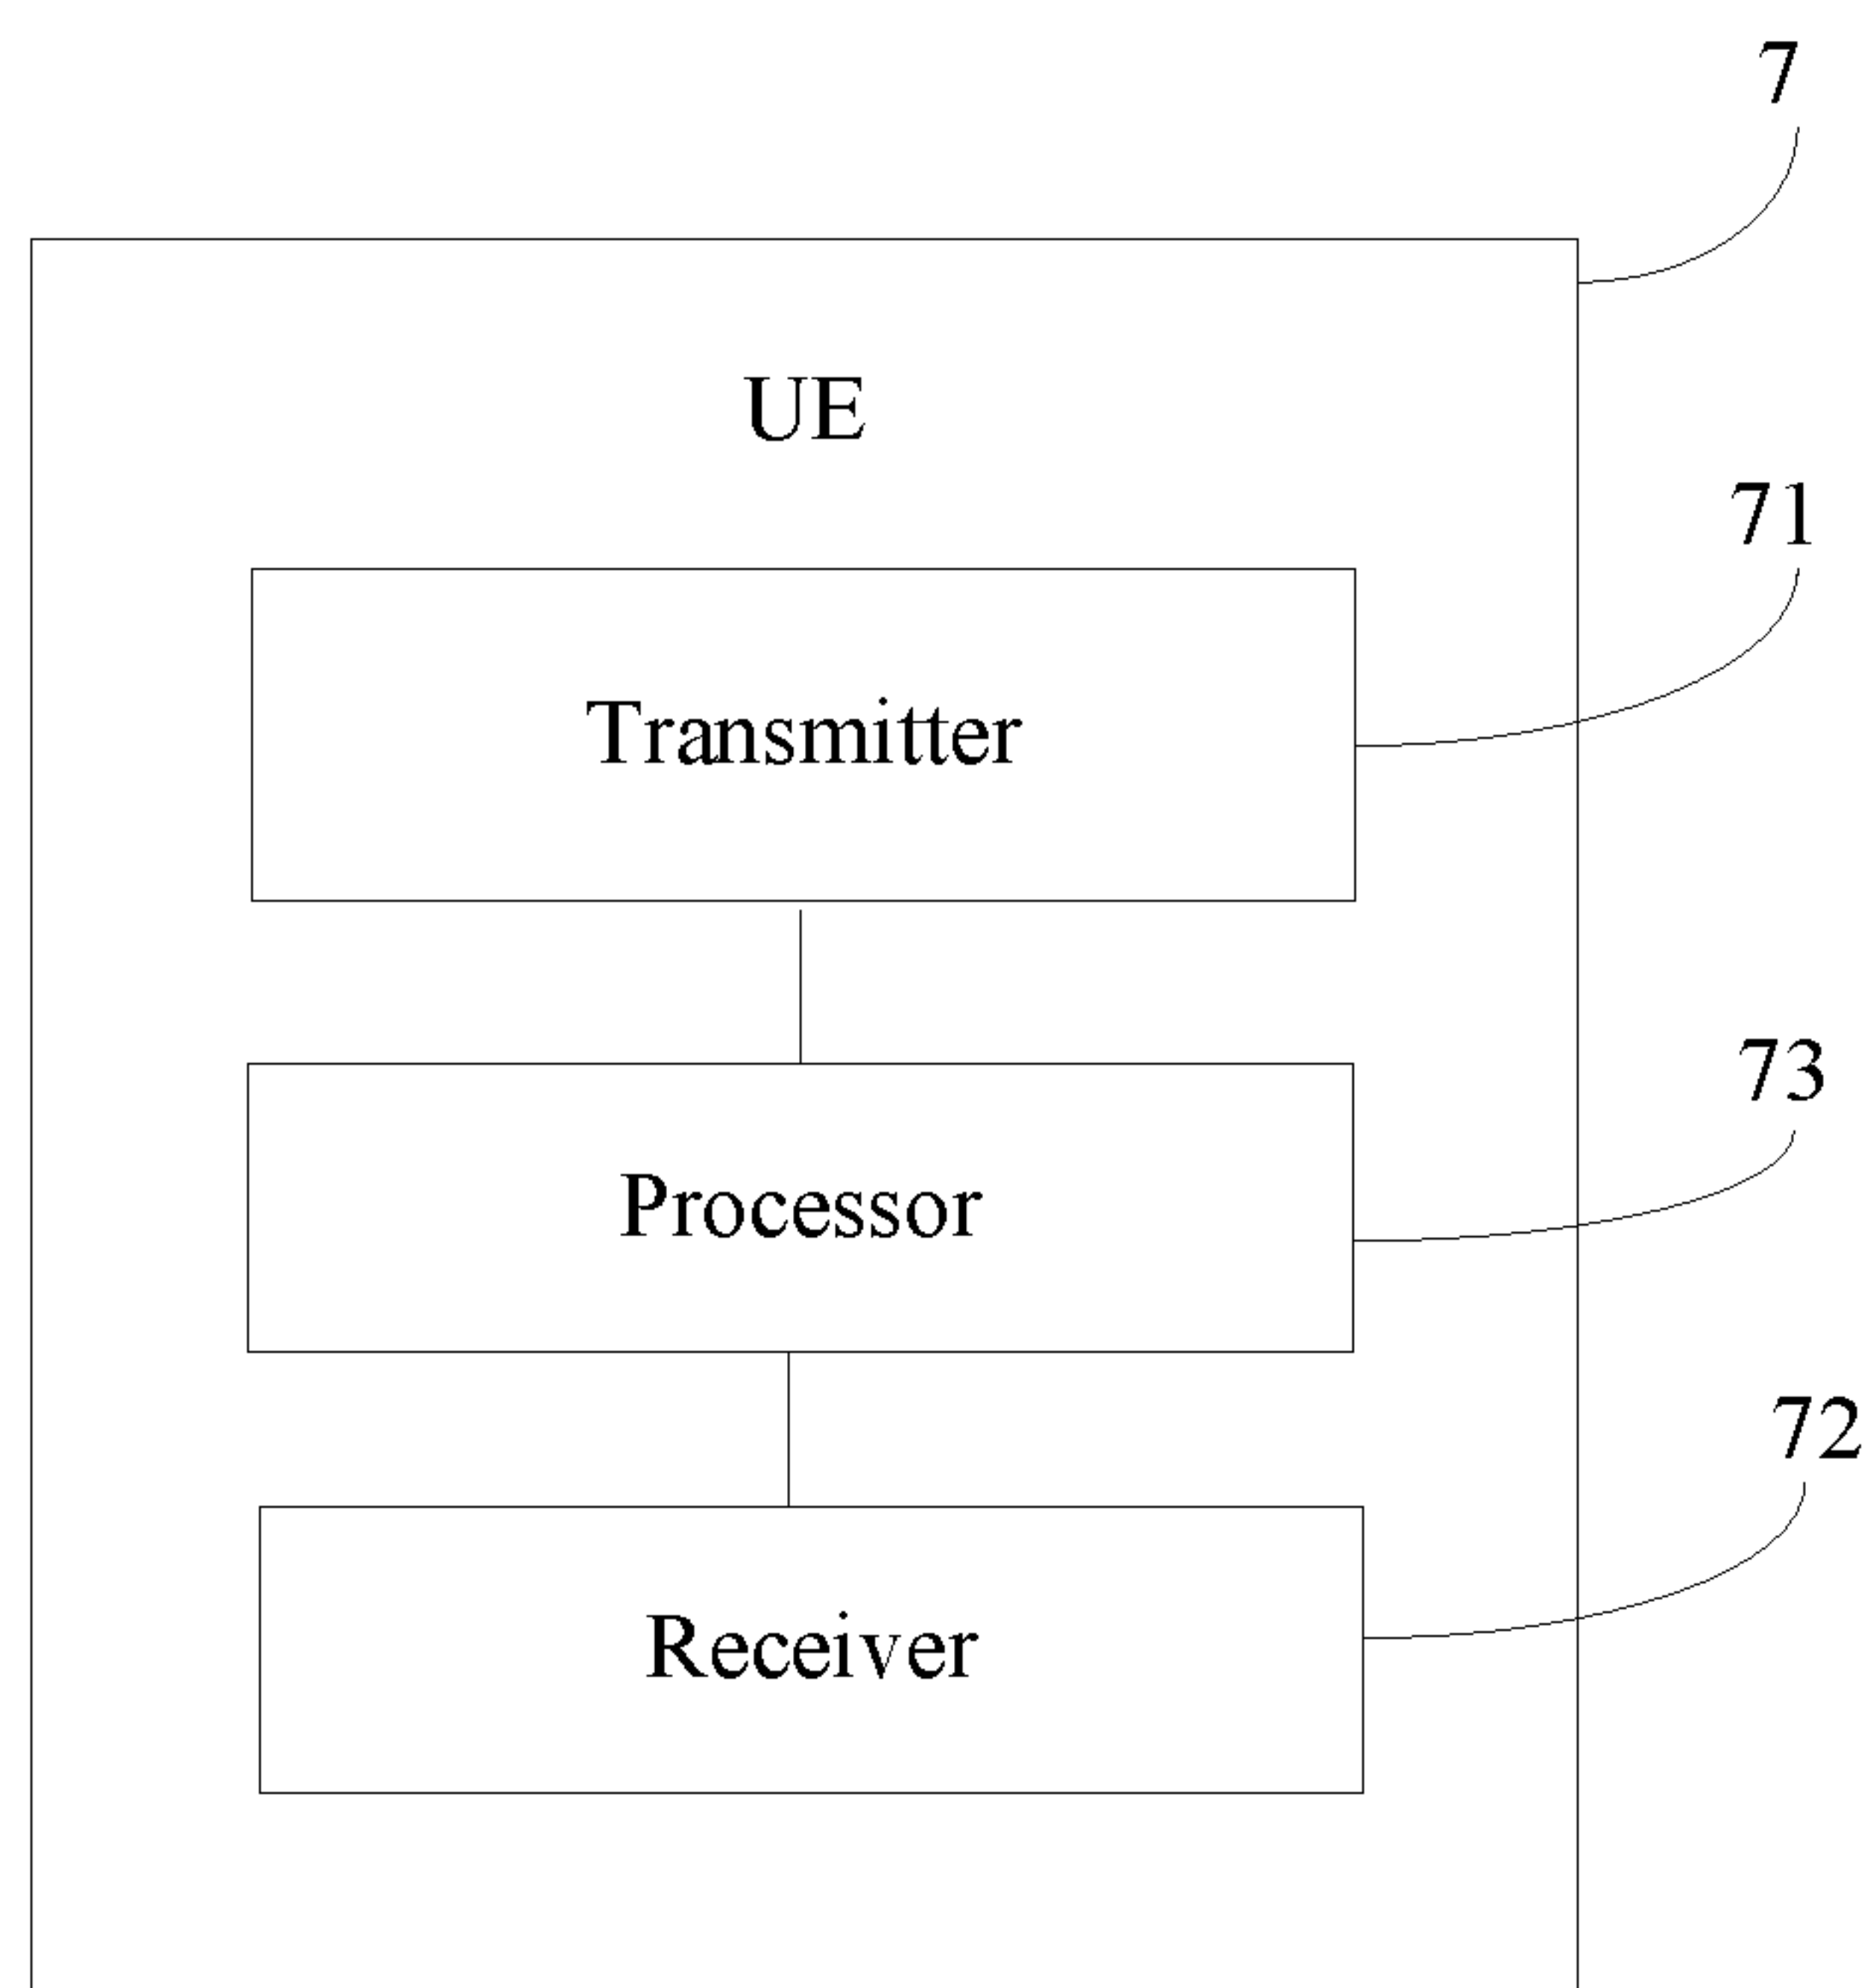 7
UE
71
Transmitter
73
Processor
72
Receiver